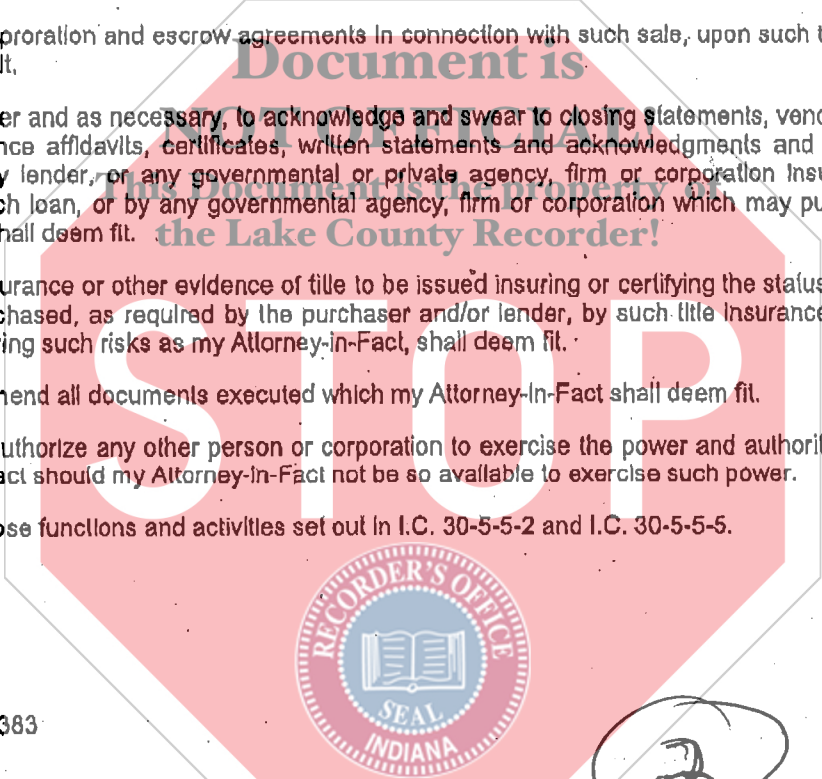 proration and escrow agreements in connection with such sale, upon such
Document is
er and as necessary, to acknowledge and swear to closing statements,
NOT OFFICIAL!
nce affidavits, certificates, written statements and acknowledgments and
lender, or any governmental or private agency, firm or corporation
This Document is the property of
ch loan, or by any governmental agency, firm or corporation which may
hall deem fit.
the Lake County Recorder!
urance or other evidence of title to be issued insuring or certifying the status
chased, as required by the purchaser and/or lender, by such title insurance
ring such risks as my Attorney-in-Fact, shall deem fit.
nend all documents executed which my Attorney-In-Fact shall deem fit.
STOP
uthorize any other person or corporation to exercise the power and
act should my Attorney-In-Fact not be so available to exercise such power.
ose functions and activities set out in I.C. 30-5-5-2 and I.C. 30-5-5-5.
RECORDER'S OFFICE
SEAL
INDIANA
383